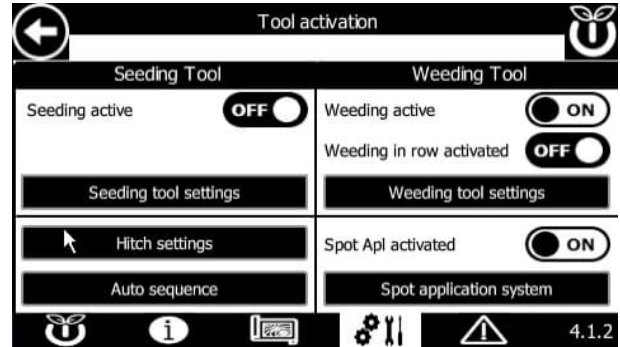 Tool activation
Seeding Tool
Weeding Tool
Seeding active
OFF
Weeding active
ON
Weeding in row activated
OFF
Seeding tool settings
Weeding tool settings
Hitch settings
Spot Apl activated
ON
Auto sequence
Spot application system
i
4.1.2